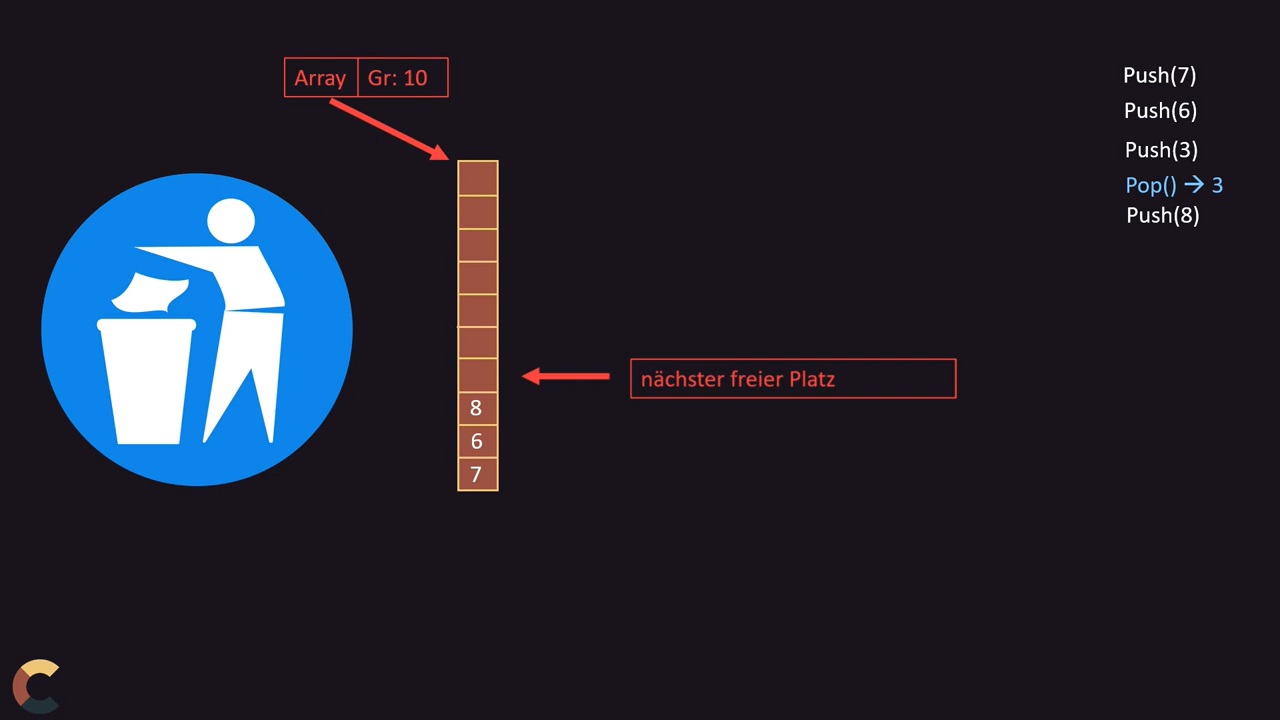 Array Gr: 10
Push(7)
Push(6)
Push(3)
Pop() → 3
Push(8)
nächster freier Platz
8
6
7